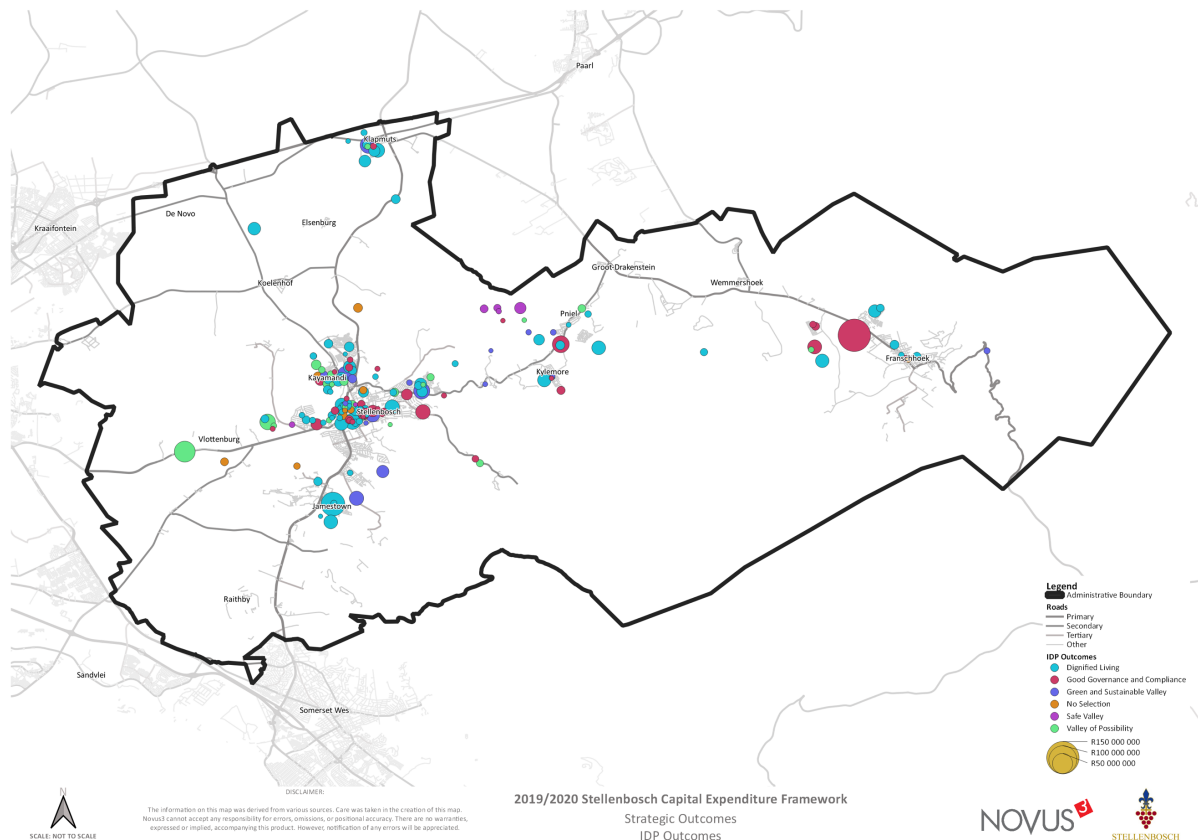 Paarl
Klapmuts
De Novo
Elsenburg
Kraaifontein
Groot-Drakenstein
Koelenhof
Wemmershoek
Pniel
Franschhoek
Kylemore
Kayamandi
Stellenbosch
Vlottenburg
Jamestown
Raithby
Sandvlei
Somerset Wes
Legend
Administrative Boundary
Roads
Primary
Secondary
Tertiary
Other
IDP Outcomes
Dignified Living
Good Governance and Compliance
Green and Sustainable Valley
No Selection
Safe Valley
Valley of Possibility
R150 000 000
R100 000 000
R50 000 000
N
SCALE: NOT TO SCALE
DISCLAIMER:
The information on this map was derived from various sources. Care was taken in the creation of this map.
Novus3 cannot accept any responsibility for errors, omissions, or positional accuracy. There are no warranties,
expressed or implied, accompanying this product. However, notification of any errors will be appreciated.
2019/2020 Stellenbosch Capital Expenditure Framework
Strategic Outcomes
IDP Outcomes
NOVUS3
STELLENBOSCH